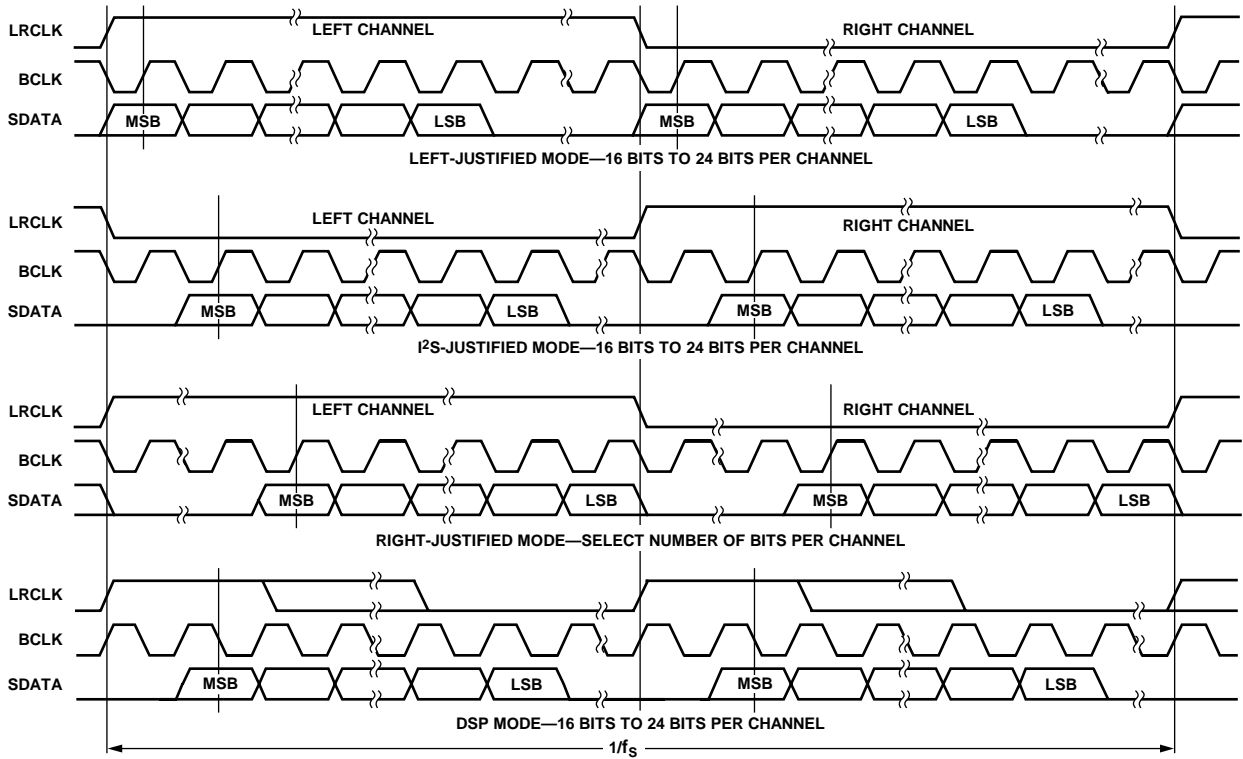 LRCLK LEFT CHANNEL RIGHT CHANNEL
BCLK
SDATA MSB LSB MSB LSB
LEFT-JUSTIFIED MODE—16 BITS TO 24 BITS PER CHANNEL
LRCLK LEFT CHANNEL RIGHT CHANNEL
BCLK
SDATA MSB LSB MSB LSB
I²S-JUSTIFIED MODE—16 BITS TO 24 BITS PER CHANNEL
LRCLK LEFT CHANNEL RIGHT CHANNEL
BCLK
SDATA MSB LSB MSB LSB
RIGHT-JUSTIFIED MODE—SELECT NUMBER OF BITS PER CHANNEL
LRCLK
BCLK
SDATA MSB LSB MSB LSB
DSP MODE—16 BITS TO 24 BITS PER CHANNEL
1/fS